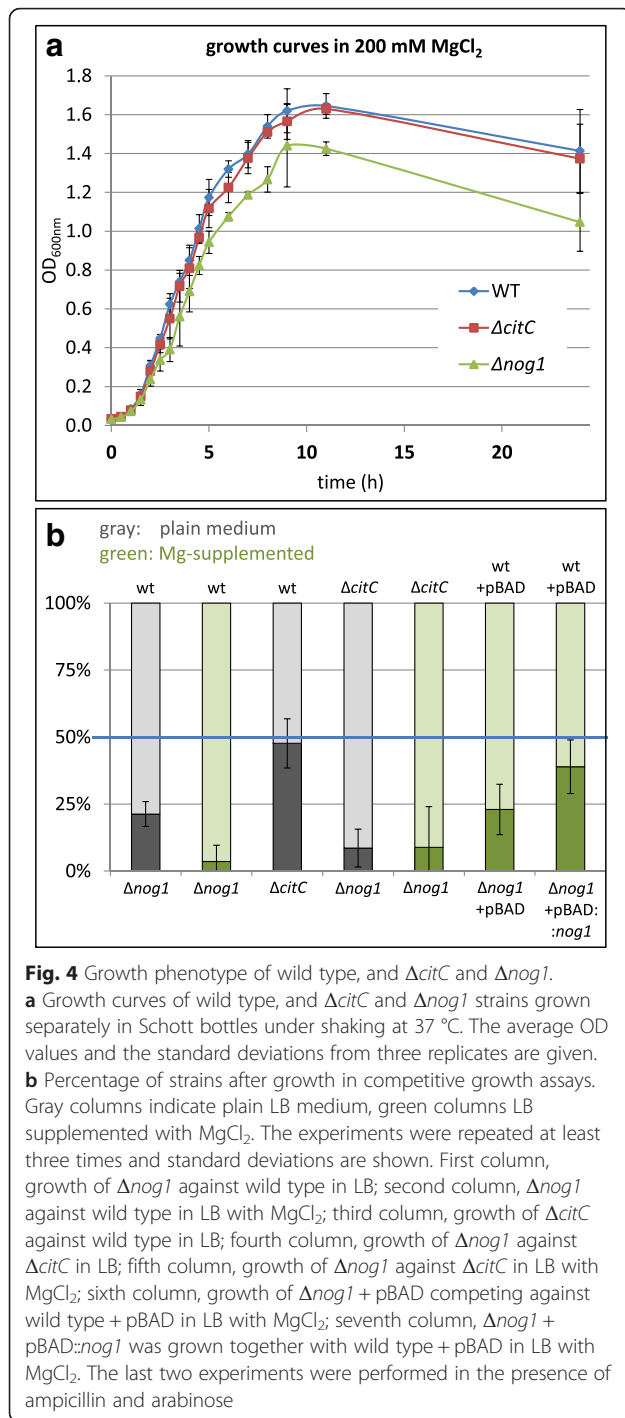 a
growth curves in 200 mM MgCl₂
1.8
1.6
1.4
1.2
1.0
0.8
0.6
0.4
0.2
0.0
OD₆₀₀nm
WT
ΔcitC
Δnog1
0
5
10
15
20
time (h)
b
gray: plain medium
green: Mg-supplemented
wt
wt
wt
ΔcitC
ΔcitC
wt
+pBAD
wt
+pBAD
100%
75%
50%
25%
0%
Δnog1
Δnog1
ΔcitC
Δnog1
Δnog1
Δnog1
+pBAD
Δnog1
+pBAD:
:nog1
Fig. 4 Growth phenotype of wild type, and ΔcitC and Δnog1.
a Growth curves of wild type, and ΔcitC and Δnog1 strains grown
separately in Schott bottles under shaking at 37 °C. The average OD
values and the standard deviations from three replicates are given.
b Percentage of strains after growth in competitive growth assays.
Gray columns indicate plain LB medium, green columns LB
supplemented with MgCl₂. The experiments were repeated at least
three times and standard deviations are shown. First column,
growth of Δnog1 against wild type in LB; second column, Δnog1
against wild type in LB with MgCl₂; third column, growth of ΔcitC
against wild type in LB; fourth column, growth of Δnog1 against
ΔcitC in LB; fifth column, growth of Δnog1 against ΔcitC in LB with
MgCl₂; sixth column, growth of Δnog1 + pBAD competing against
wild type + pBAD in LB with MgCl₂; seventh column, Δnog1 +
pBAD::nog1 was grown together with wild type + pBAD in LB with
MgCl₂. The last two experiments were performed in the presence of
ampicillin and arabinose